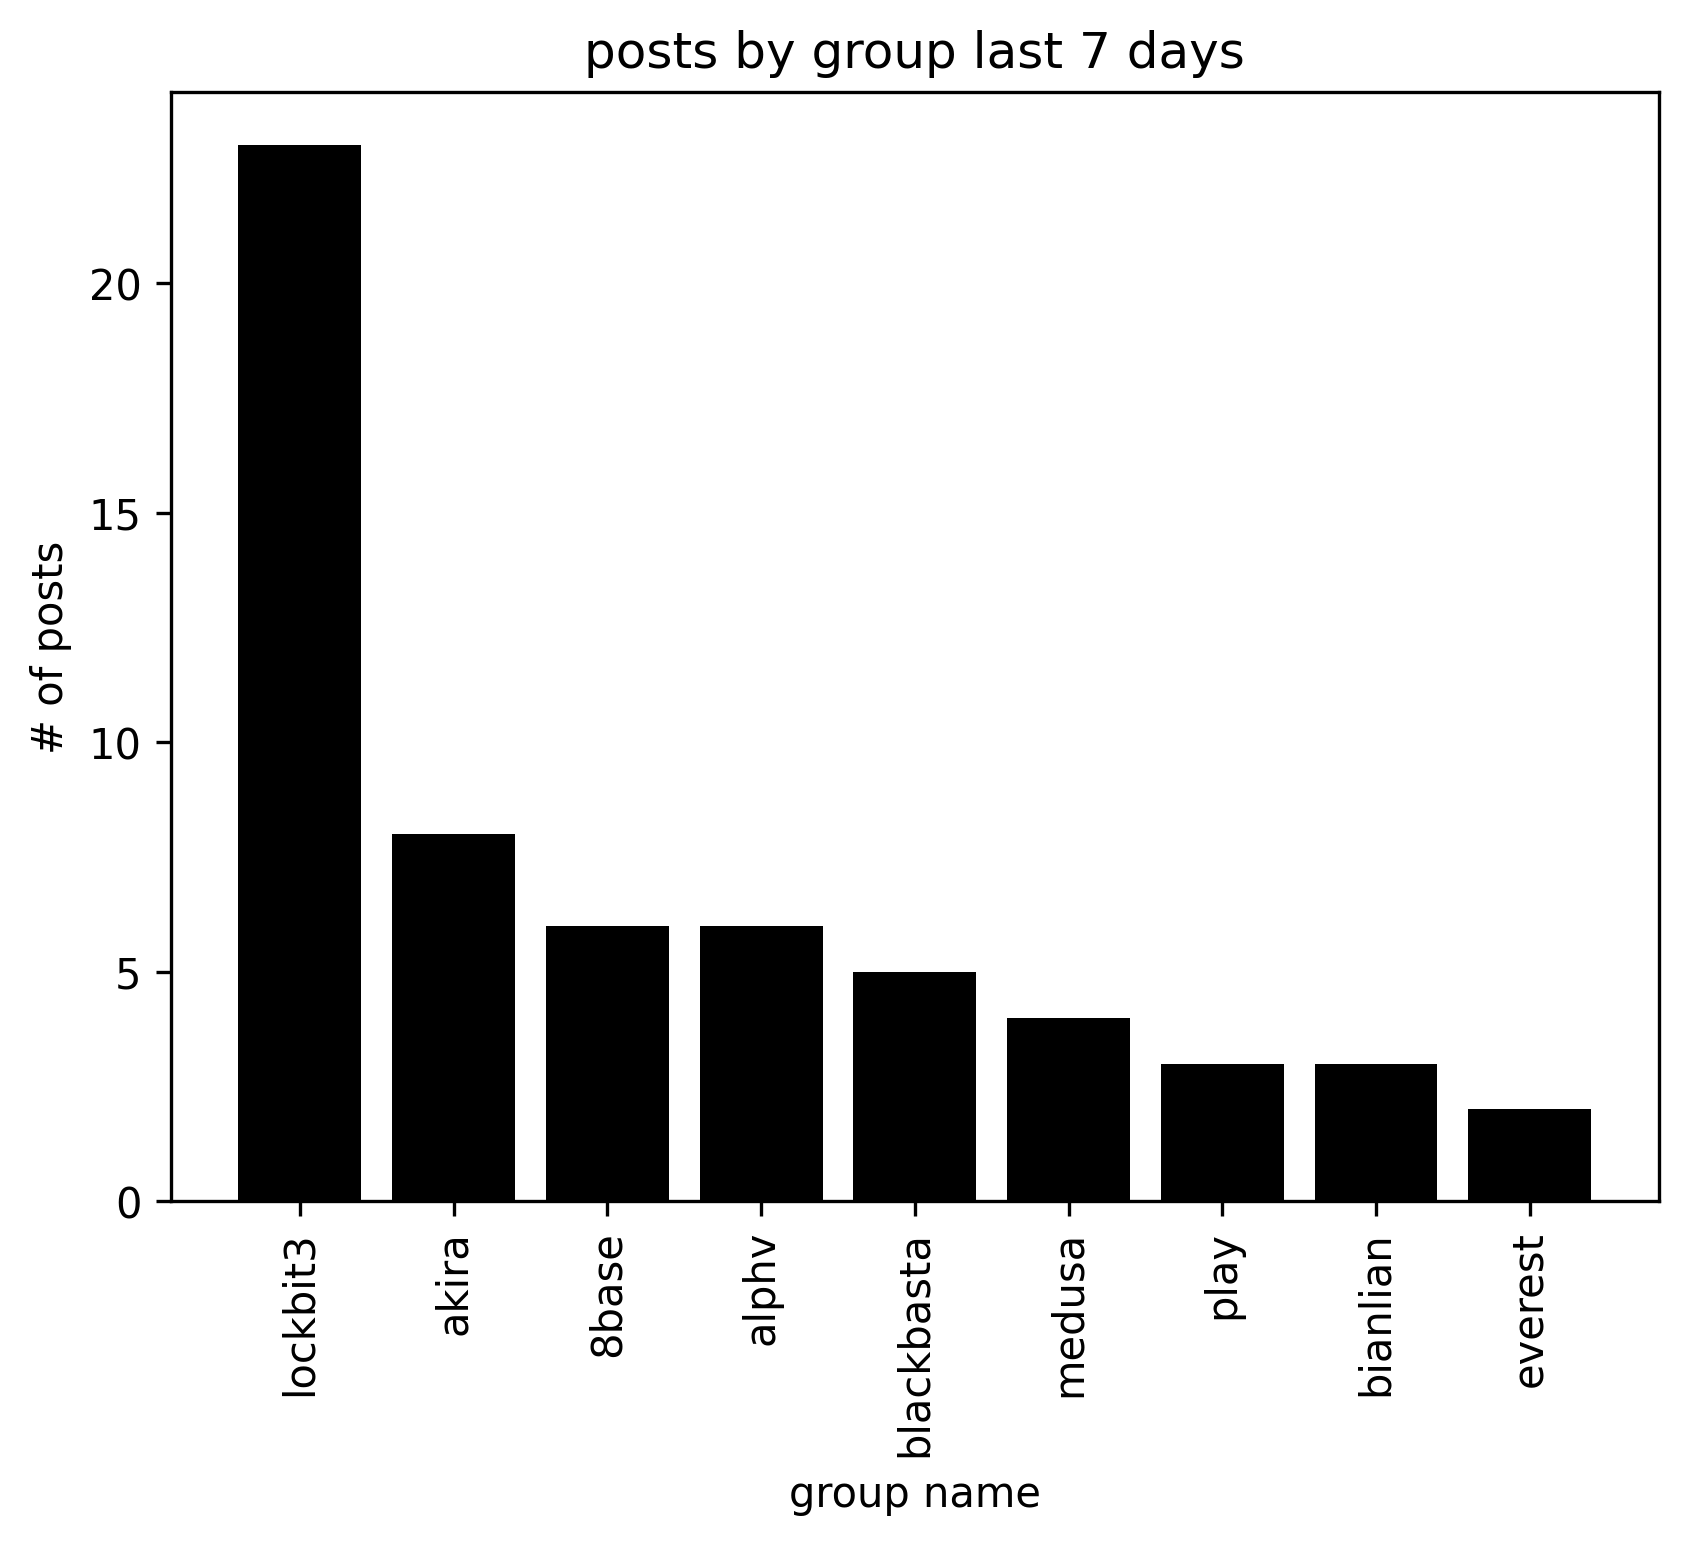 posts by group last 7 days
# of posts
20
15
10
5
0
lockbit3
akira
8base
alphv
blackbasta
medusa
play
bianlian
everest
group name